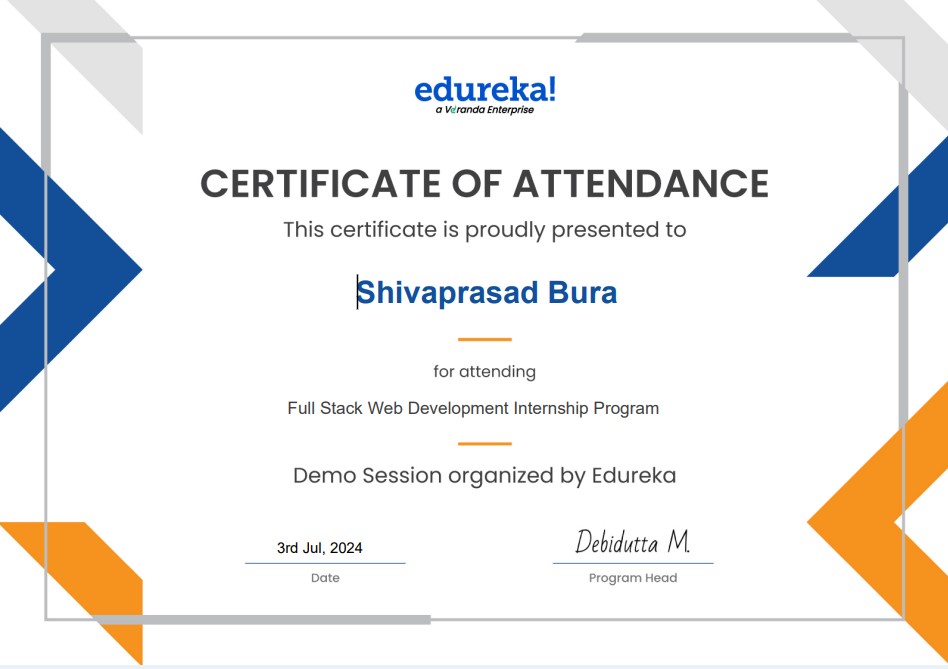 edureka!
a Veranda Enterprise
CERTIFICATE OF ATTENDANCE
This certificate is proudly presented to
Shivaprasad Bura
for attending
Full Stack Web Development Internship Program
Demo Session organized by Edureka
3rd Jul, 2024
Debidutta M.
Date
Program Head